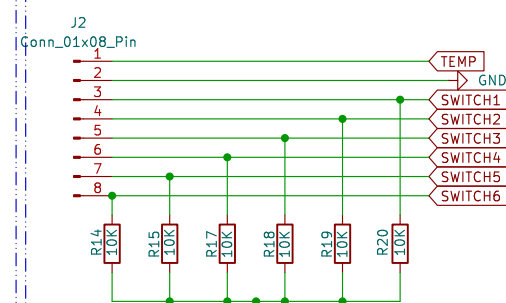 J2
Conn_01x08_Pin
1 TEMP
2 GND
3 SWITCH1
4 SWITCH2
5 SWITCH3
6 SWITCH4
7 SWITCH5
8 SWITCH6
R14 10K R15 10K R17 10K R18 10K R19 10K R20 10K